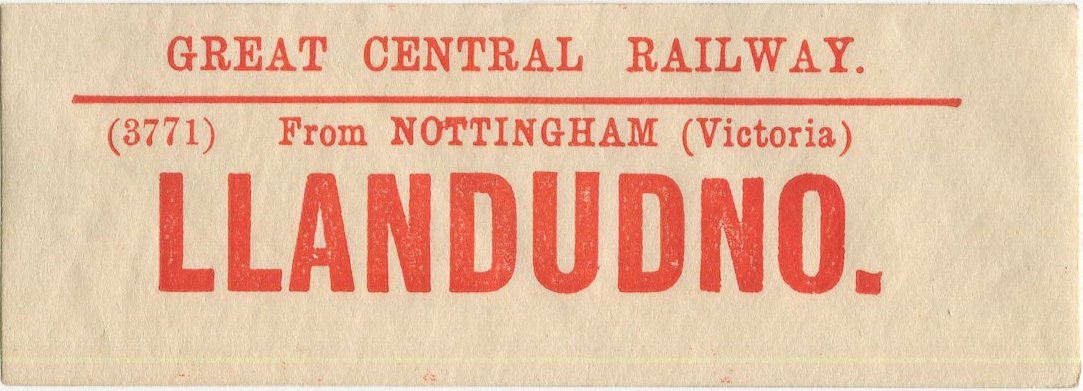 GREAT CENTRAL RAILWAY.
(3771) From NOTTINGHAM (Victoria)
LLANDUDNO.